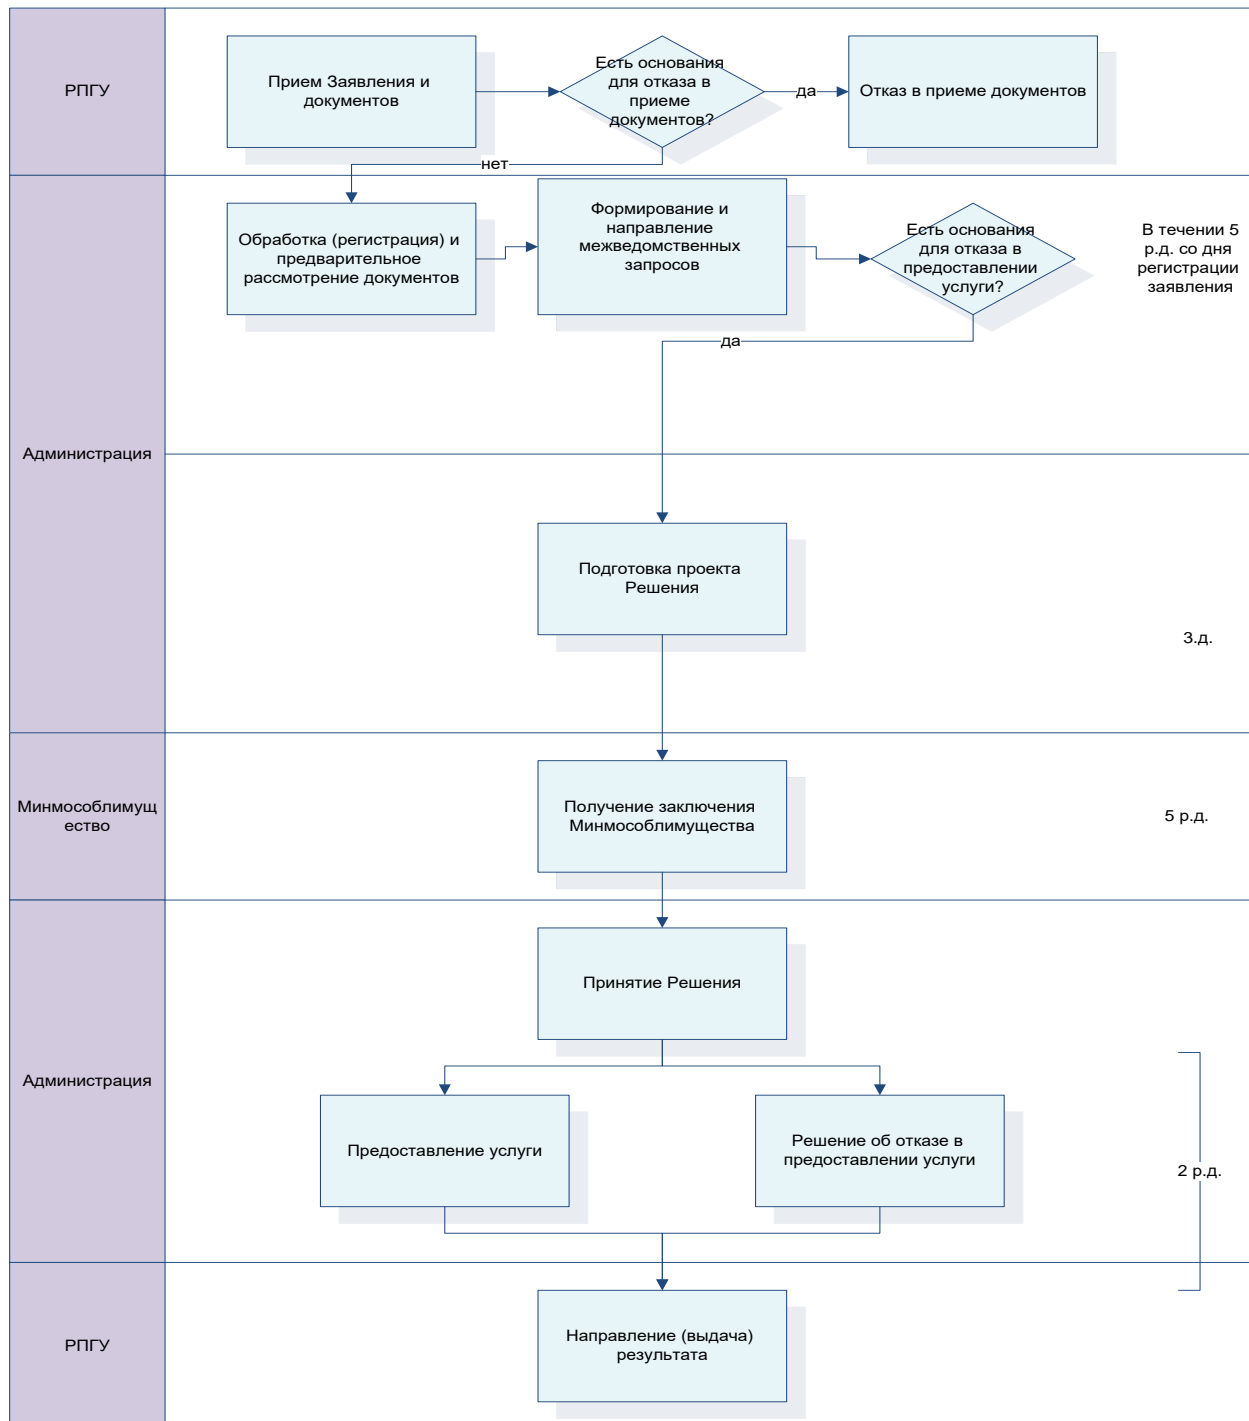 РПГУ
Прием Заявления и
документов
Есть основания
для отказа в
приеме
документов?
да
Отказ в приеме документов
нет
Администрация
Обработка (регистрация) и
предварительное
рассмотрение документов
Формирование и
направление
межведомственных
запросов
Есть основания
для отказа в
предоставлении
услуги?
В течении 5
р.д. со дня
регистрации
заявления
да
Подготовка проекта
Решения
3.д.
Минмособлимущ
ество
Получение заключения
Минмособлимущества
5 р.д.
Администрация
Принятие Решения
Предоставление услуги
Решение об отказе в
предоставлении услуги
2 р.д.
РПГУ
Направление (выдача)
результата